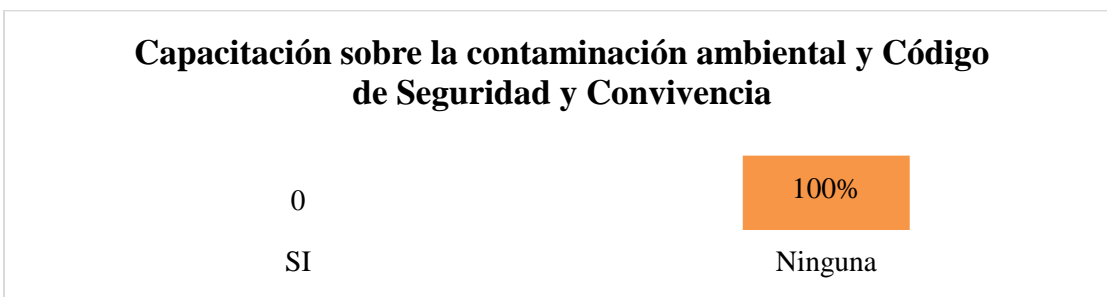 Capacitación sobre la contaminación ambiental y Código
de Seguridad y Convivencia
0 100%
SI Ninguna